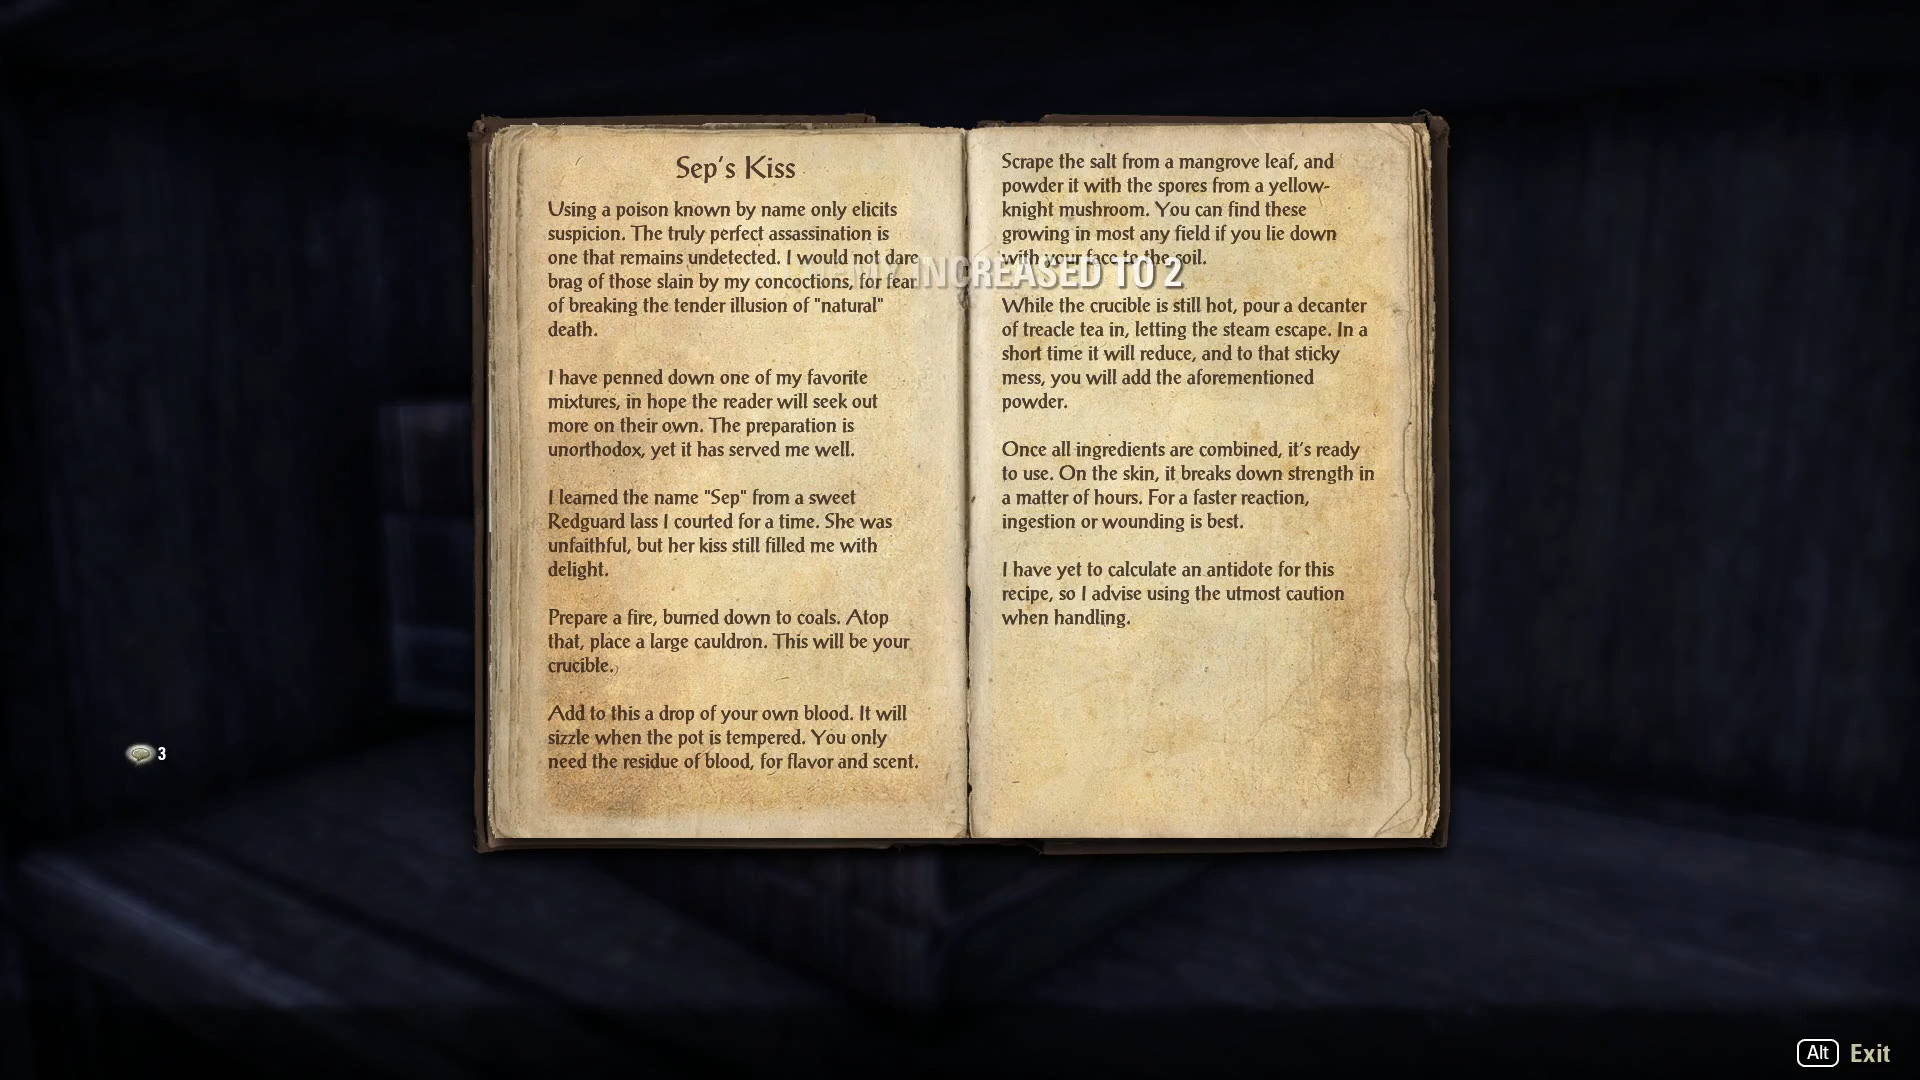 Sep's Kiss
Using a poison known by name only elicits
suspicion. The truly perfect assassination is
one that remains undetected. I would not dare
brag of those slain by my concoctions, for fear
of breaking the tender illusion of "natural"
death.
I have penned down one of my favorite
mixtures, in hope the reader will seek out
more on their own. The preparation is
unorthodox, yet it has served me well.
I learned the name "Sep" from a sweet
Redguard lass I courted for a time. She was
unfaithful, but her kiss still filled me with
delight.
Prepare a fire, burned down to coals. Atop
that, place a large cauldron. This will be your
crucible.
Add to this a drop of your own blood. It will
sizzle when the pot is tempered. You only
need the residue of blood, for flavor and scent.
Scrape the salt from a mangrove leaf, and
powder it with the spores from a yellow-
knight mushroom. You can find these
growing in most any field if you lie down
with your face to the soil.
INCREASED TO 2
While the crucible is still hot, pour a decanter
of treacle tea in, letting the steam escape. In a
short time it will reduce, and to that sticky
mess, you will add the aforementioned
powder.
Once all ingredients are combined, it's ready
to use. On the skin, it breaks down strength in
a matter of hours. For a faster reaction,
ingestion or wounding is best.
I have yet to calculate an antidote for this
recipe, so I advise using the utmost caution
when handling.
3
Alt Exit